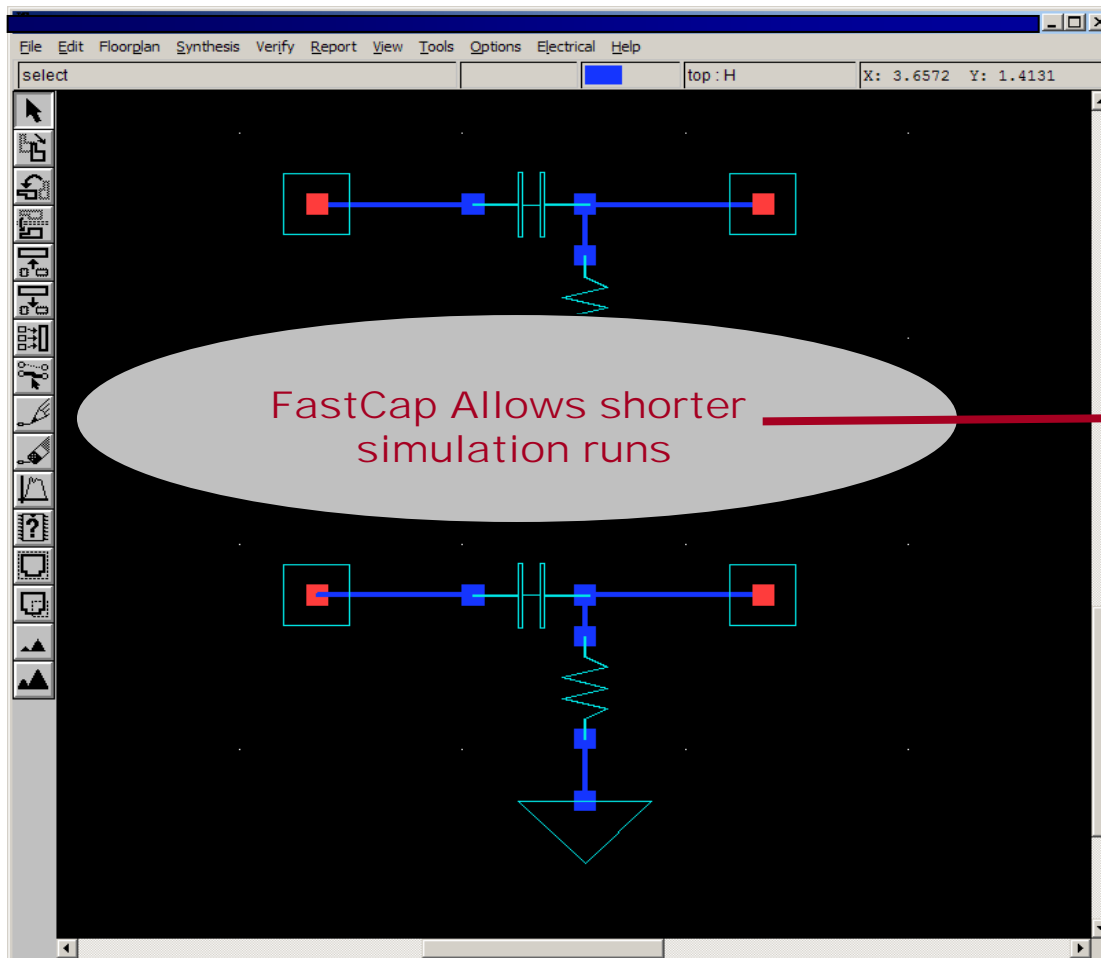 File Edit Floorplan Synthesis Verify Report View Tools Options Electrical Help
select top : H X: 3.6572 Y: 1.4131
FastCap Allows shorter
simulation runs